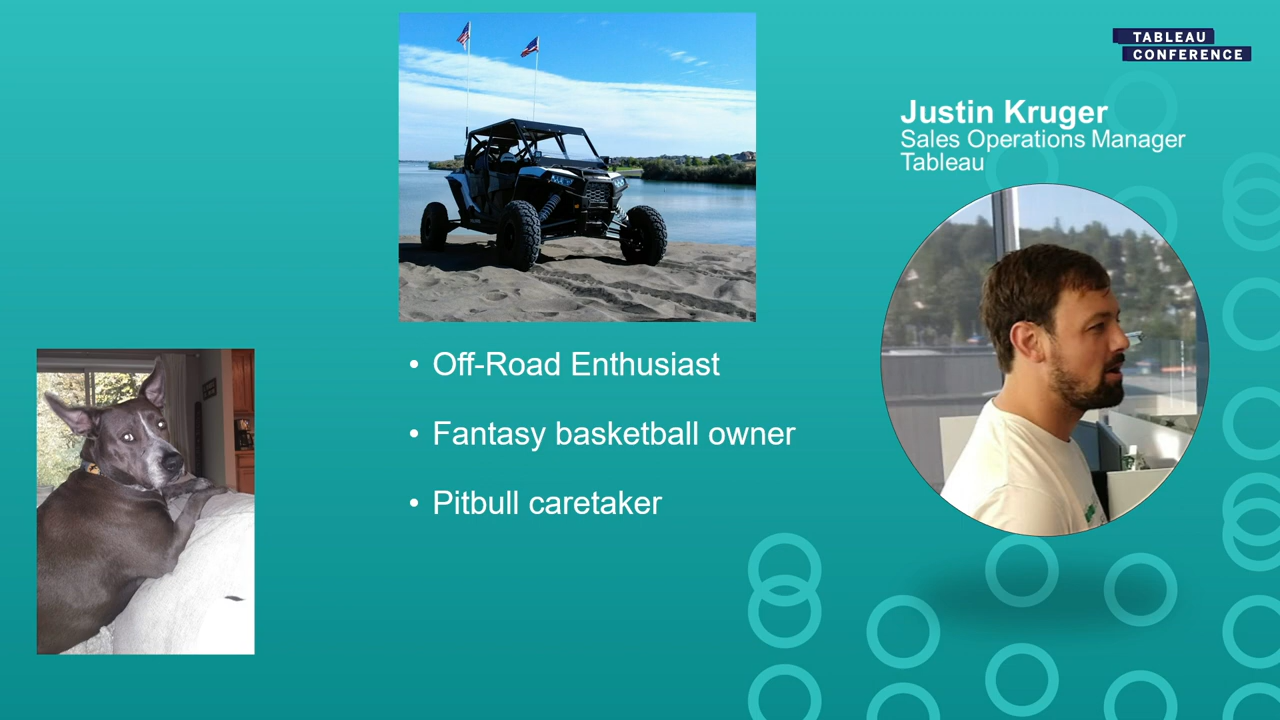 TABLEAU
CONFERENCE
Justin Kruger
Sales Operations Manager
Tableau
• Off-Road Enthusiast
• Fantasy basketball owner
• Pitbull caretaker